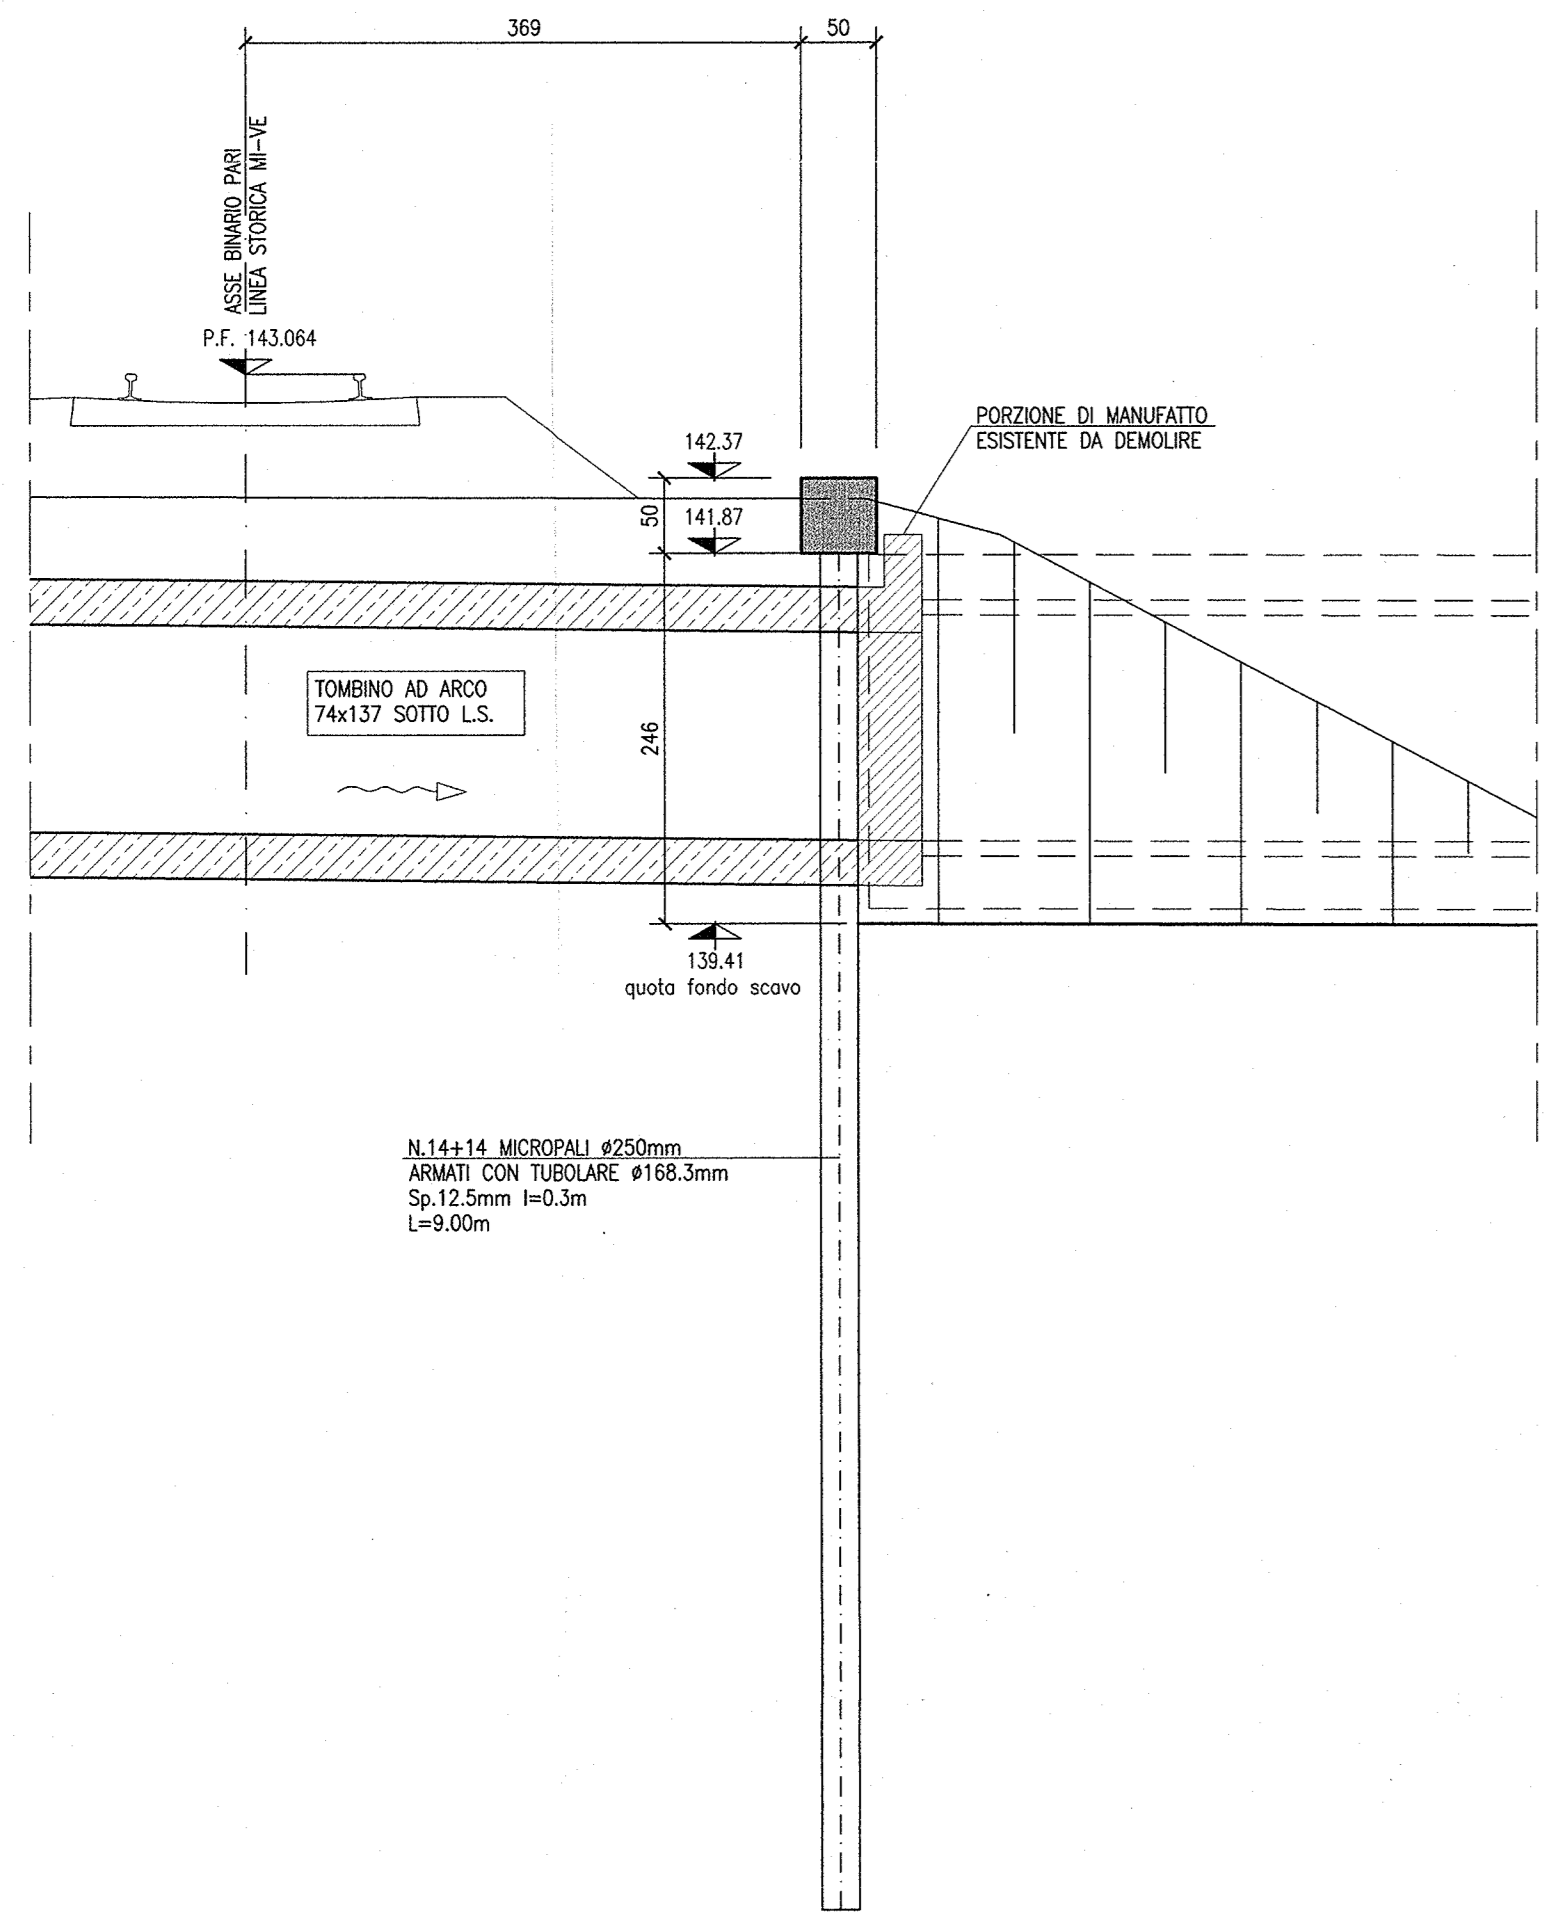 369
50
ASSE BINARIO PARI
LINEA STORICA MI-VE
P.F. 143.064
142.37
50
141.87
PORZIONE DI MANUFATTO
ESISTENTE DA DEMOLIRE
TOMBINO AD ARCO
74x137 SOTTO L.S.
246
139.41
quota fondo scavo
N.14+14 MICROPALI ø250mm
ARMATI CON TUBOLARE ø168.3mm
Sp.12.5mm I=0.3m
L=9.00m